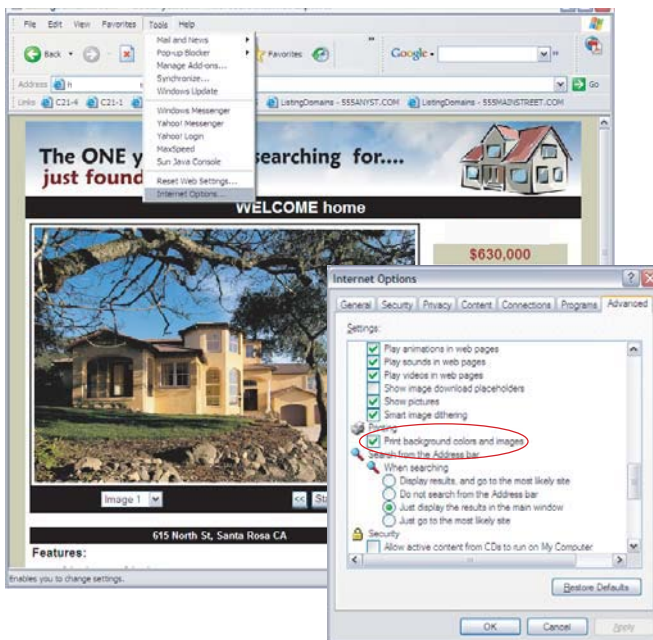 File Edit View Favorites Tools Help
Back Favorites Google
Address h Go
Links C21-4 C21-1 ListingDomains - 555ANYST.COM ListingDomains - 555MAINSTREET.COM
Mail and News
Pop-up Blocker
Manage Add-ons...
Synchronize...
Windows Update
Windows Messenger
Yahoo! Messenger
Yahoo! Login
MaxSpeed
Sun Java Console
Reset Web Settings...
Internet Options...
The ONE y searching for....
just found
WELCOME home
$630,000
Image 1 << Sta
615 North St, Santa Rosa CA
Features:
Enables you to change settings.
Internet Options
General Security Privacy Content Connections Programs Advanced
Settings:
Play animations in web pages
Play sounds in web pages
Play videos in web pages
Show image download placeholders
Show pictures
Smart image dithering
Printing
Print background colors and images
Search from the Address bar
When searching
Display results, and go to the most likely site
Do not search from the Address bar
Just display the results in the main window
Just go to the most likely site
Security
Allow active content from CDs to run on My Computer
Restore Defaults
OK Cancel Apply